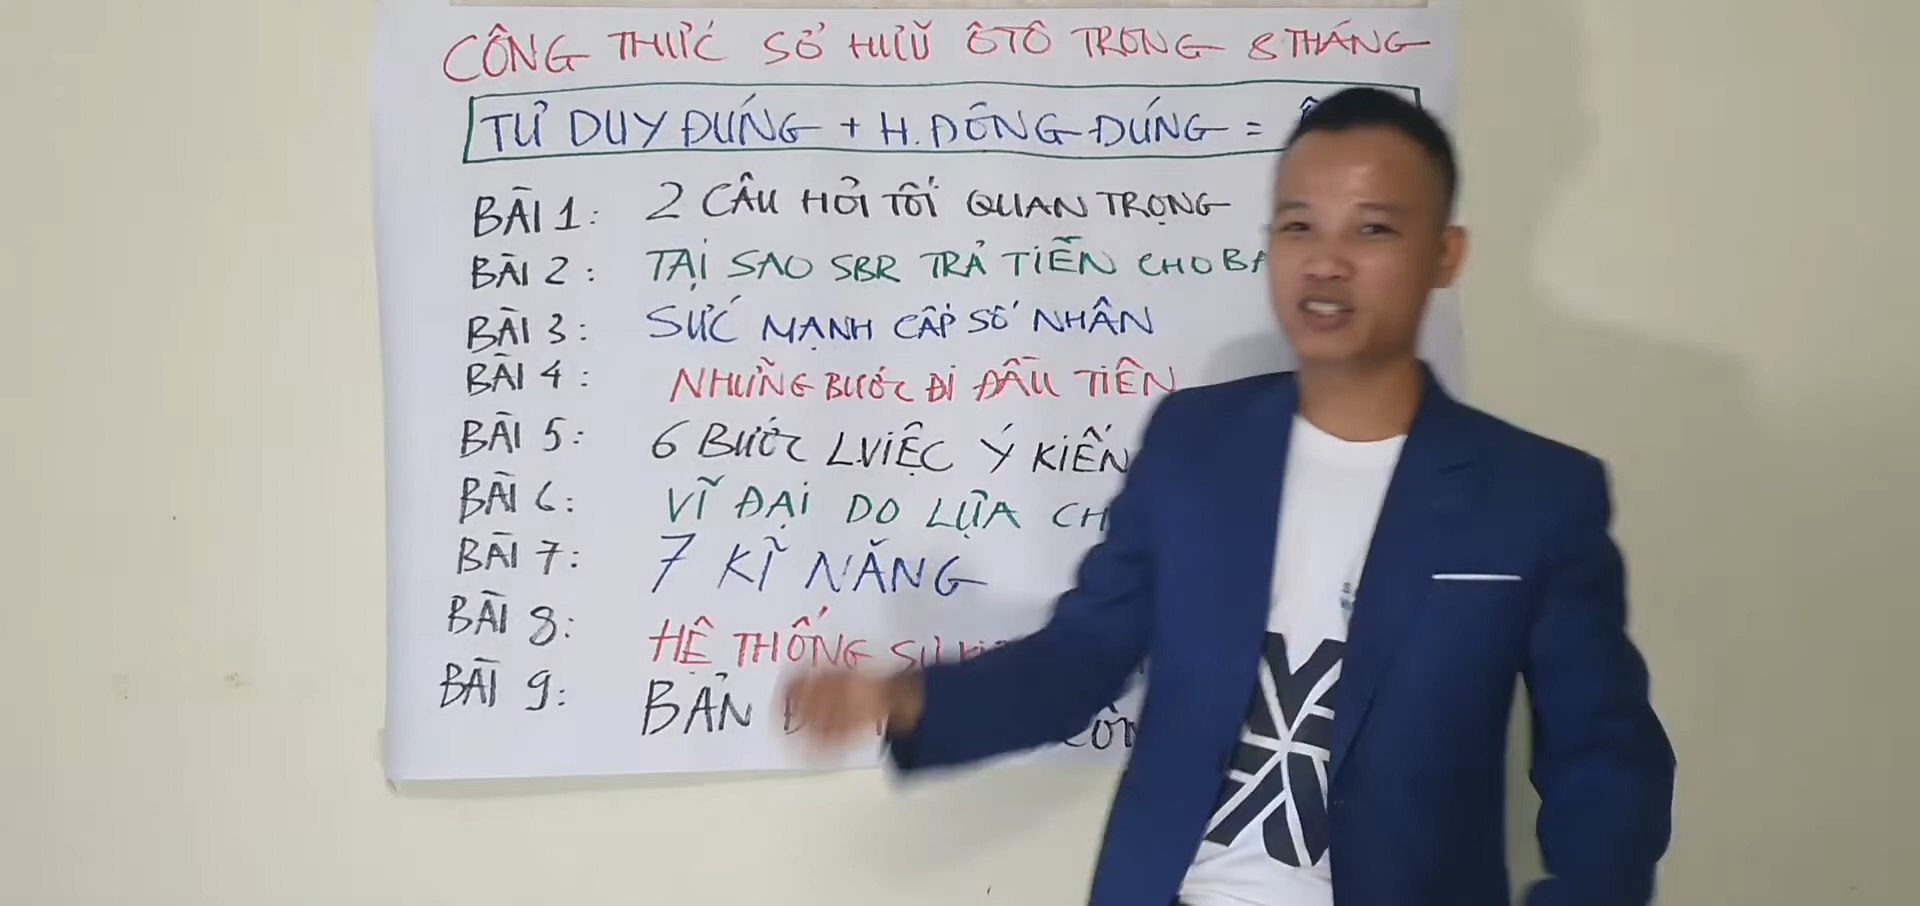 CÔNG THỨC SỞ HỮU ÔTÔ TRONG 8 THÁNG
TƯ DUY ĐÚNG + H.ĐỘNG ĐÚNG =
BÀI 1: 2 CÂU HỎI TỐI QUAN TRỌNG
BÀI 2: TẠI SAO SBR TRẢ TIỀN CHO
BÀI 3: SỨC MẠNH CẤP SỐ NHÂN
BÀI 4: NHỮNG BƯỚC ĐI ĐẦU TIÊN
BÀI 5: 6 BƯỚC L.VIỆC Ý KIẾN
BÀI 6: VĨ ĐẠI DO LỰA
BÀI 7: 7 KĨ NĂNG
BÀI 8: HỆ THỐNG SỰ
BÀI 9: BẢN